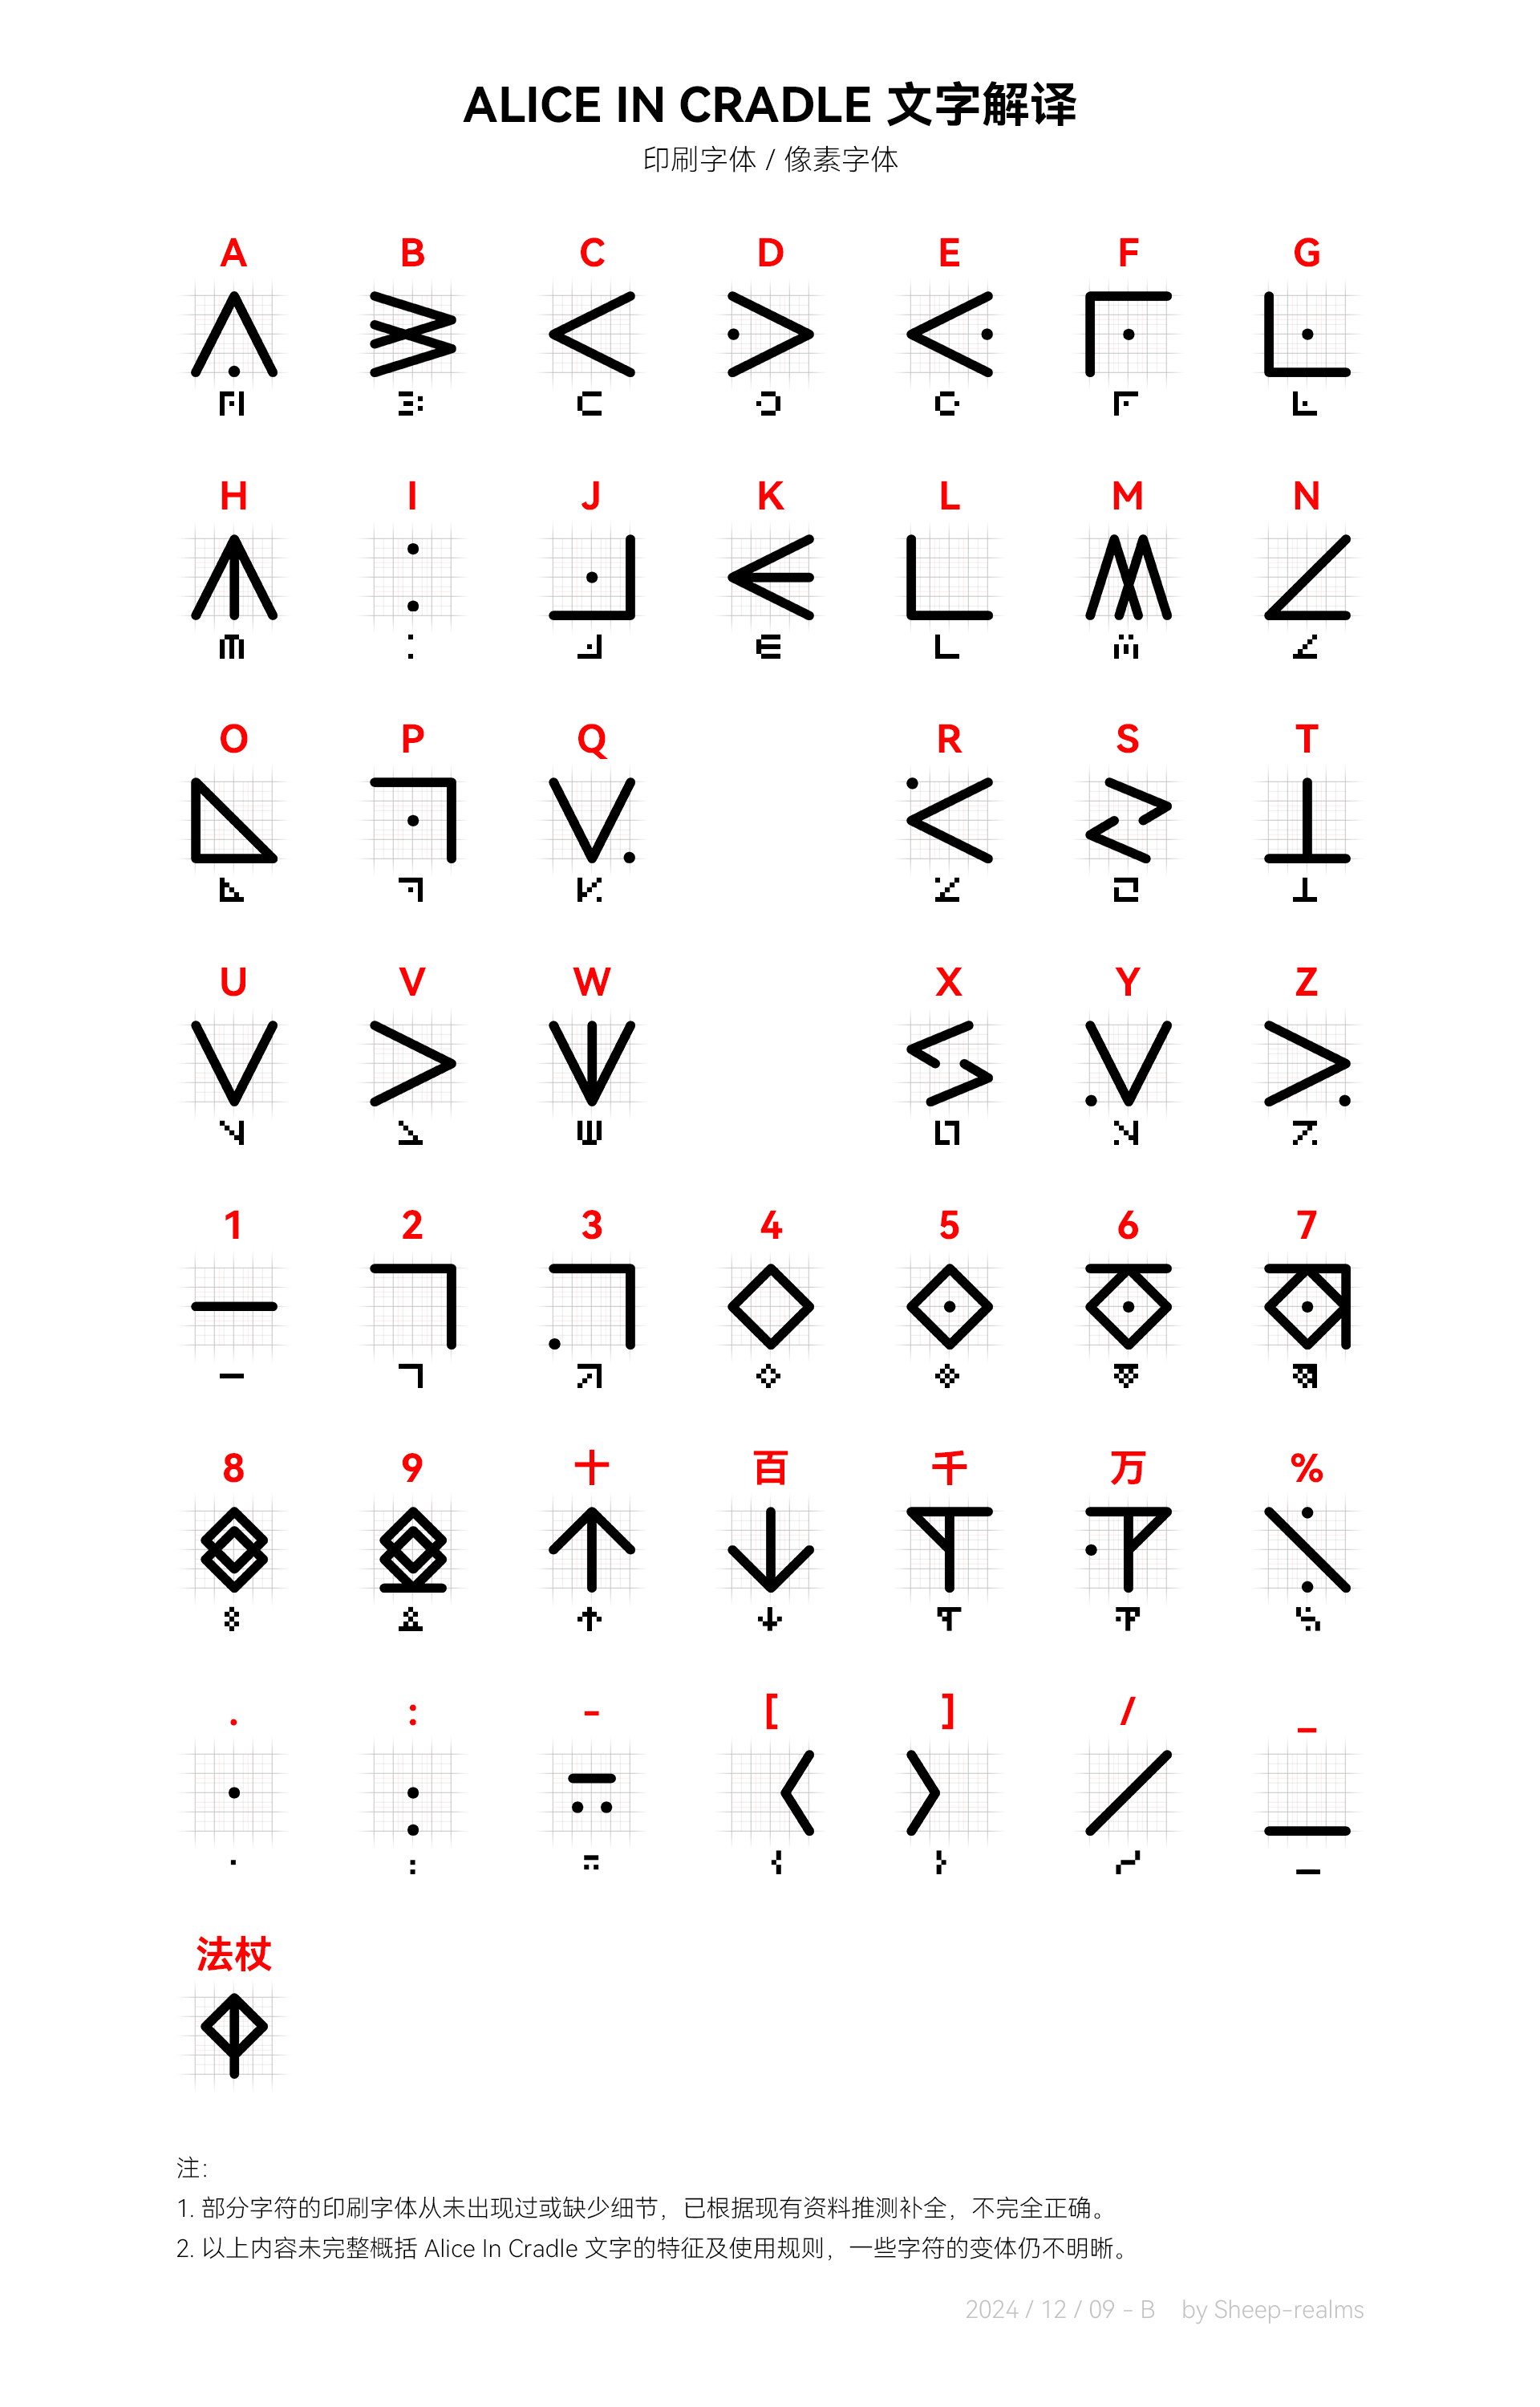 ALICE IN CRADLE 文字解译
印刷字体 / 像素字体
A B C D E F G
H I J K L M N
O P Q R S T
U V W X Y Z
1 2 3 4 5 6 7
8 9 十 百 千 万 %
. : - [ ] / _
法杖
注：
1. 部分字符的印刷字体从未出现过或缺少细节，已根据现有资料推测补全，不完全正确。
2. 以上内容未完整概括 Alice In Cradle 文字的特征及使用规则，一些字符的变体仍不明晰。
2024 / 12 / 09 - B by Sheep-realms